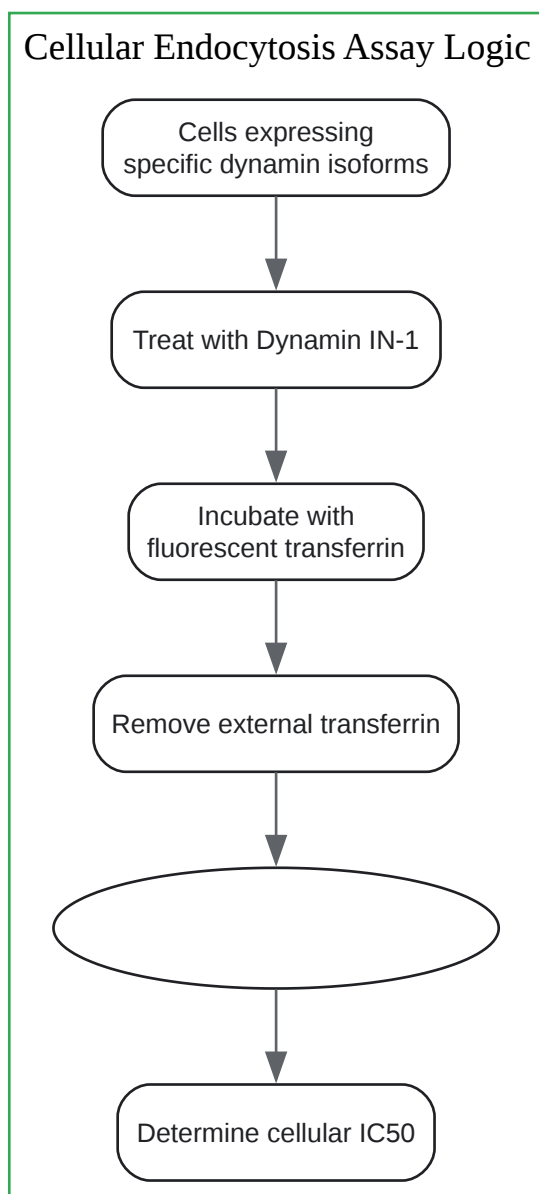 Cellular Endocytosis Assay Logic
Cells expressing
specific dynamin isoforms
Treat with Dynamin IN-1
Incubate with
fluorescent transferrin
Remove external transferrin
Determine cellular IC50